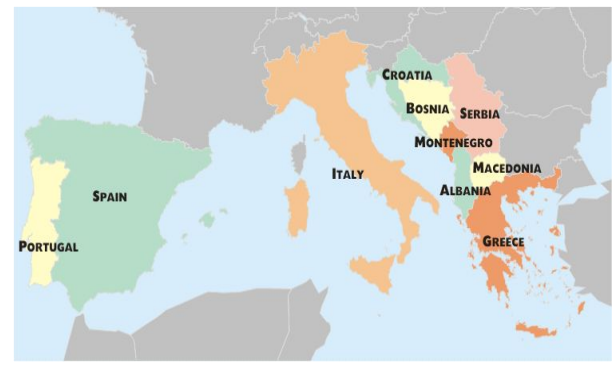 CROATIA
BOSNIA
SERBIA
MONTENEGRO
ITALY
MACEDONIA
ALBANIA
SPAIN
GREECE
PORTUGAL